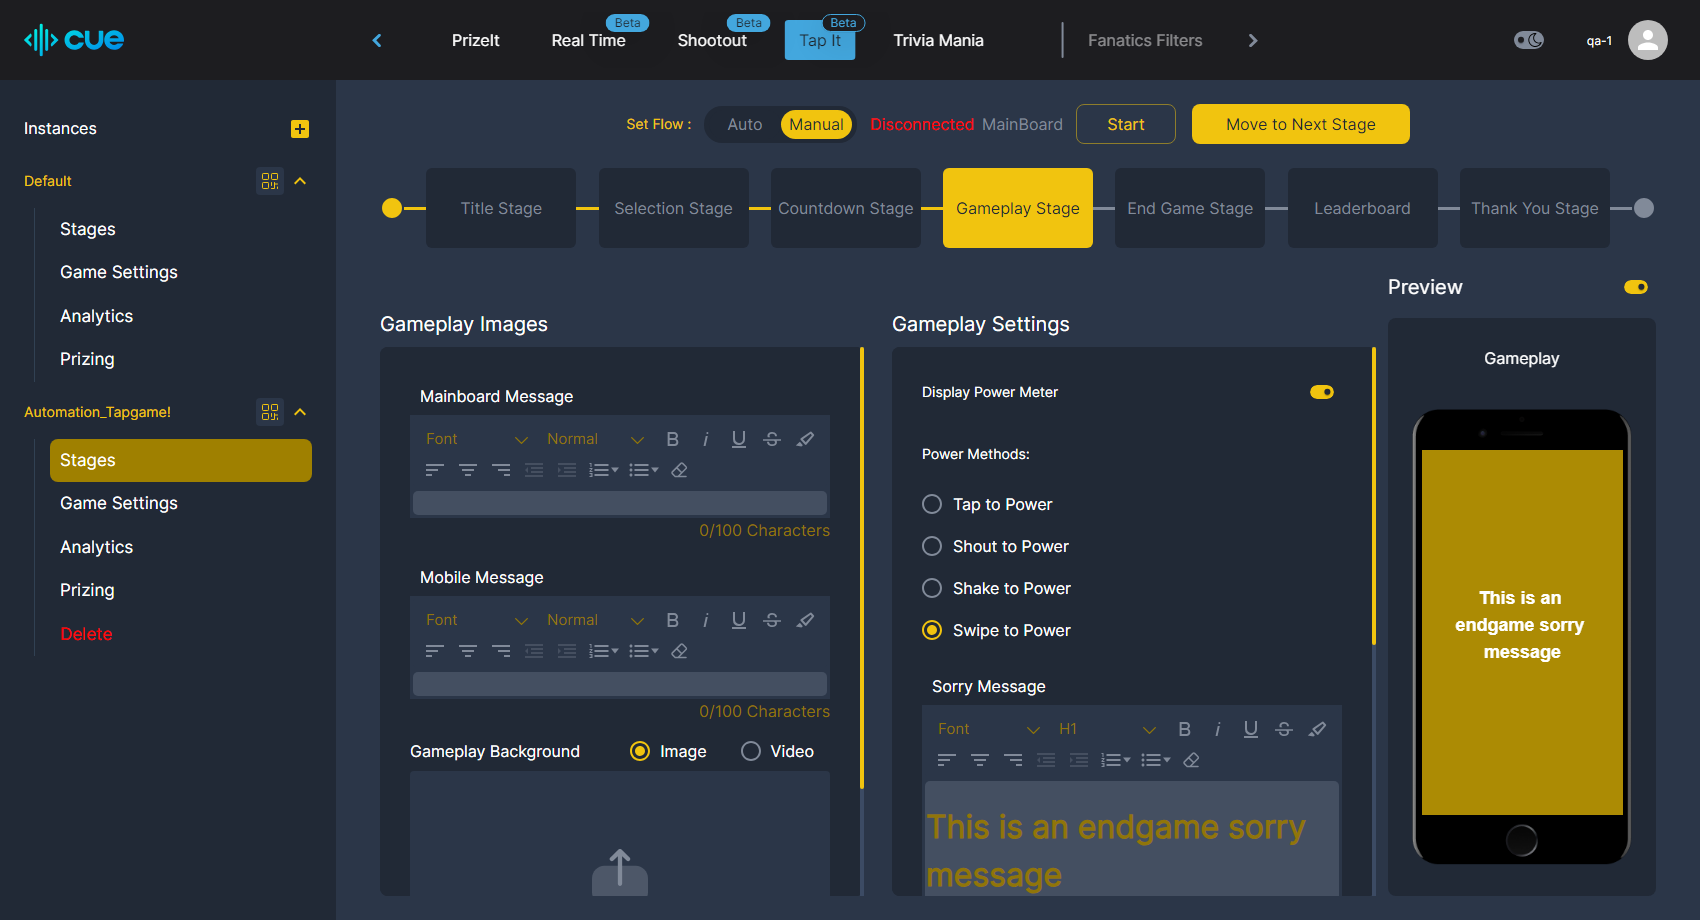 cue
PrizeIt
Real Time
Beta
Shootout
Beta
Tap It
Beta
Trivia Mania
Fanatics Filters
qa-1
Instances
Default
Stages
Game Settings
Analytics
Prizing
Automation_Tapgame!
Stages
Game Settings
Analytics
Prizing
Delete
Set Flow :
Auto
Manual
Disconnected MainBoard
Start
Move to Next Stage
Title Stage
Selection Stage
Countdown Stage
Gameplay Stage
End Game Stage
Leaderboard
Thank You Stage
Gameplay Images
Mainboard Message
Font
Normal
B i U S
0/100 Characters
Mobile Message
Font
Normal
B i U S
0/100 Characters
Gameplay Background
Image
Video
Gameplay Settings
Display Power Meter
Power Methods:
Tap to Power
Shout to Power
Shake to Power
Swipe to Power
Sorry Message
Font
H1
B i U S
This is an endgame sorry
message
Preview
Gameplay
This is an
endgame sorry
message